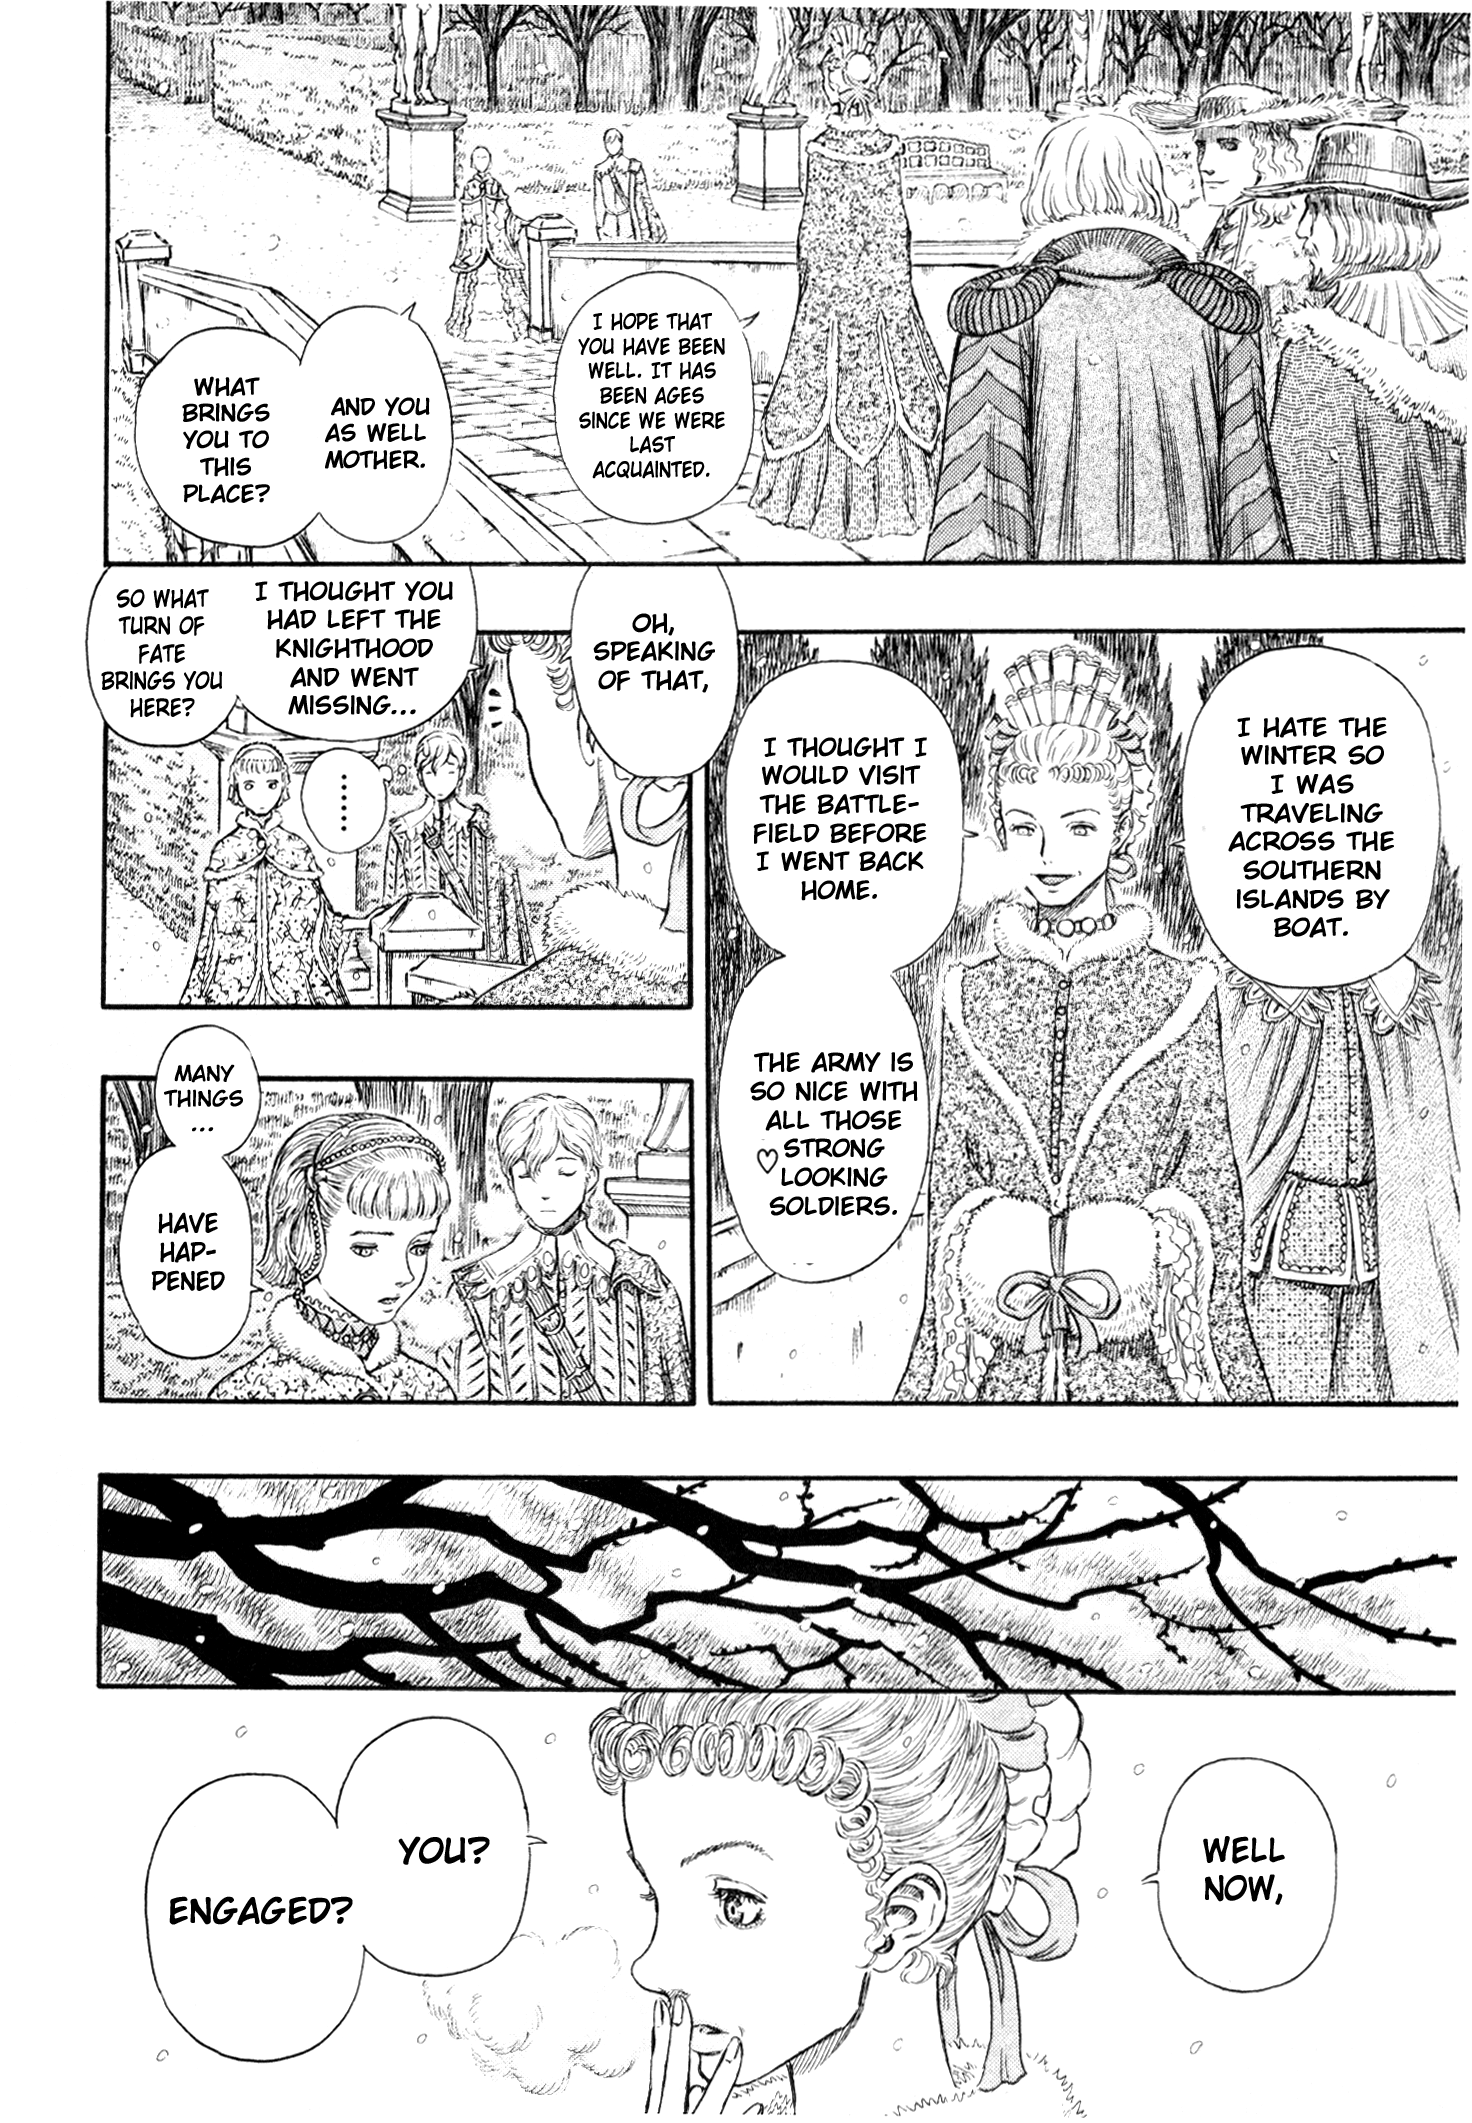 I HOPE THAT
YOU HAVE BEEN
WELL. IT HAS
BEEN AGES
SINCE WE WERE
LAST
ACQUAINTED.
AND YOU
AS WELL
MOTHER.
WHAT
BRINGS
YOU TO
THIS
PLACE?
I HATE THE
WINTER SO
I WAS
TRAVELING
ACROSS THE
SOUTHERN
ISLANDS BY
BOAT.
I THOUGHT I
WOULD VISIT
THE BATTLE-
FIELD BEFORE
I WENT BACK
HOME.
THE ARMY IS
SO NICE WITH
ALL THOSE
STRONG
♡ LOOKING
SOLDIERS.
OH,
SPEAKING
OF THAT,
I THOUGHT YOU
HAD LEFT THE
KNIGHTHOOD
AND WENT
MISSING...
SO WHAT
TURN OF
FATE
BRINGS YOU
HERE?
......
MANY
THINGS
...
HAVE
HAP-
PENED
WELL
NOW,
YOU?
ENGAGED?